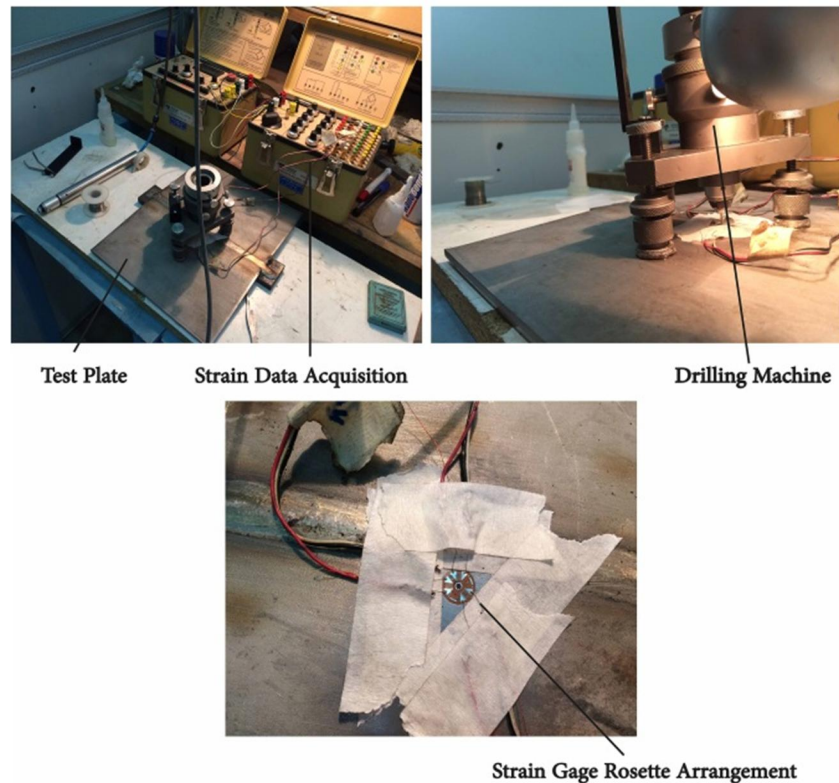 Test Plate
Strain Data Acquisition
Drilling Machine
Strain Gage Rosette Arrangement